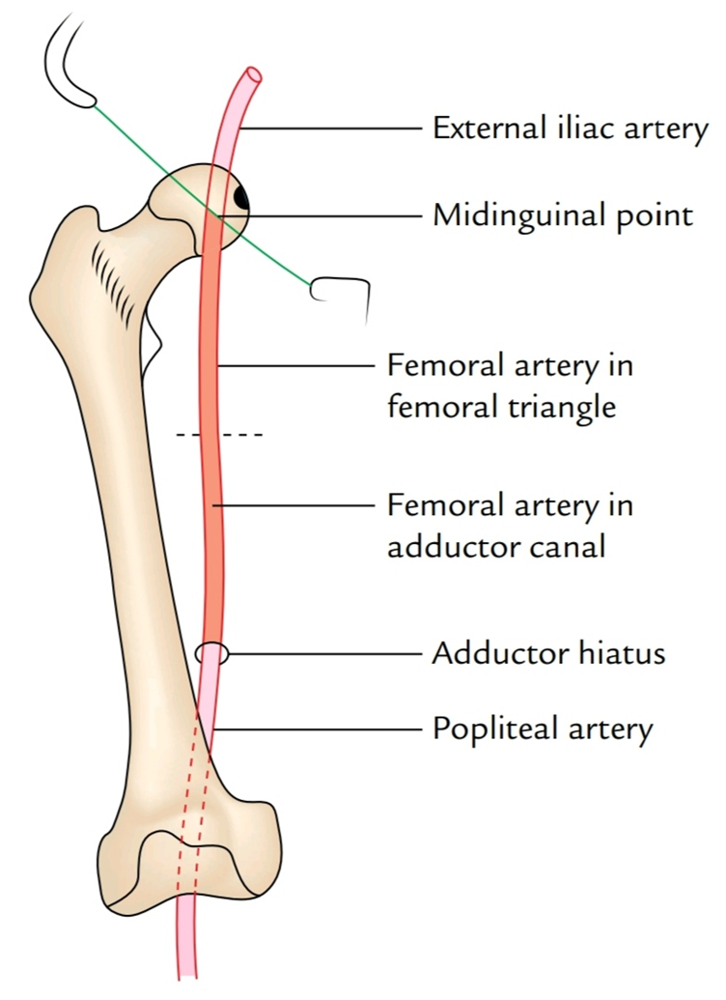 External iliac artery
Midinguinal point
Femoral artery in
femoral triangle
Femoral artery in
adductor canal
Adductor hiatus
Popliteal artery